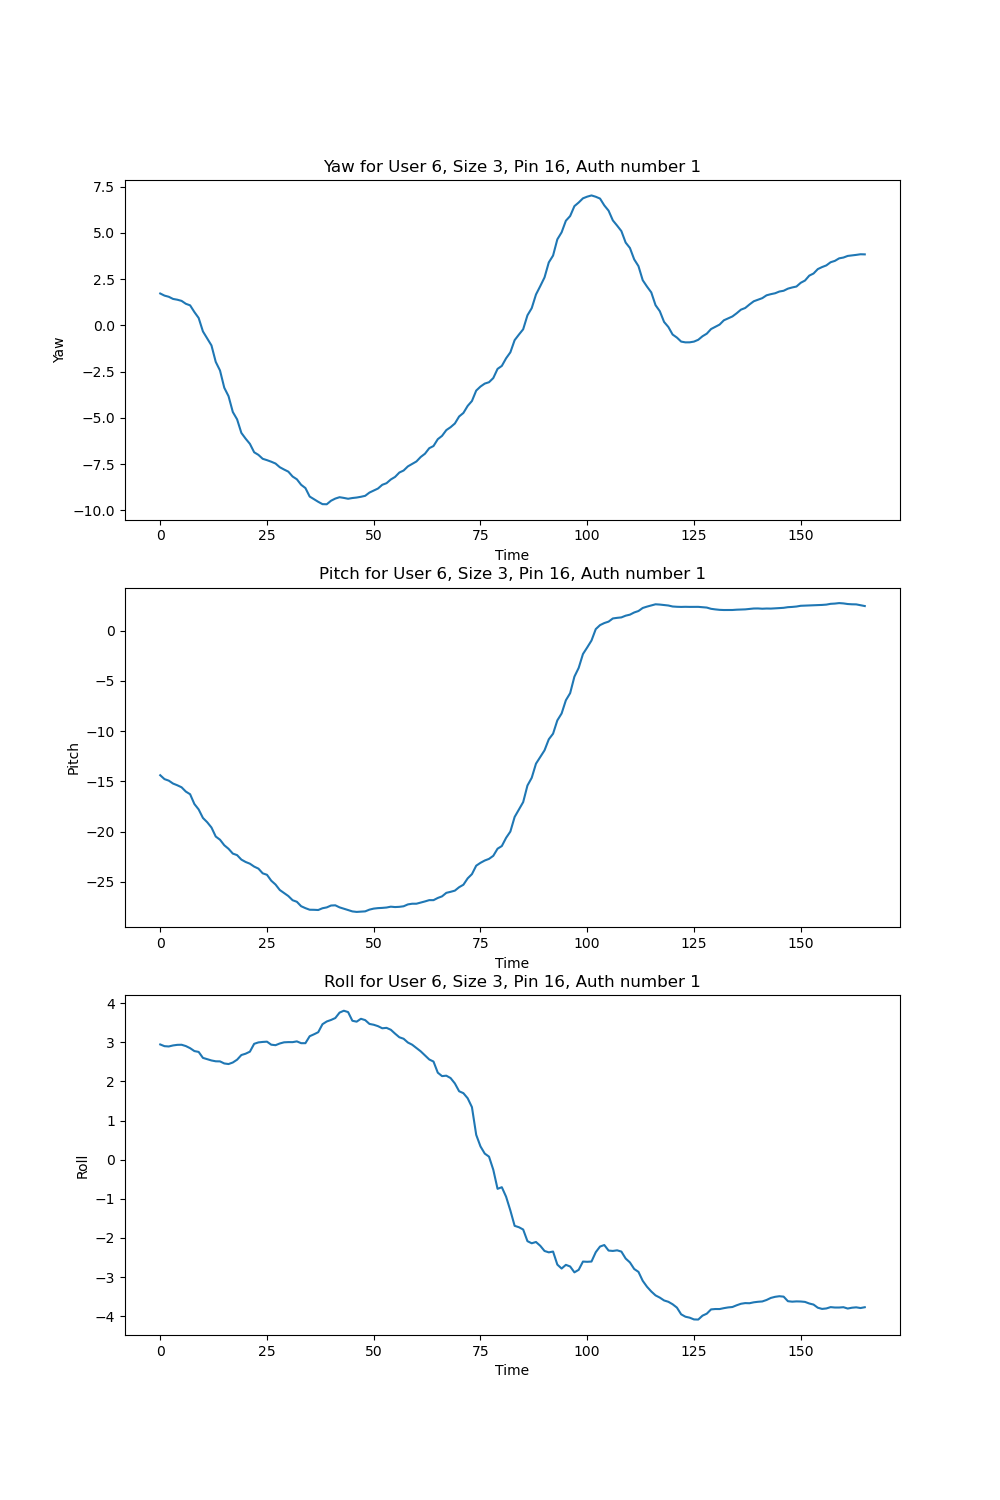 Yaw for User 6, Size 3, Pin 16, Auth number 1
7.5
5.0
2.5
0.0
−2.5
−5.0
−7.5
−10.0
Yaw
0 25 50 75 100 125 150
Time
Pitch for User 6, Size 3, Pin 16, Auth number 1
0
−5
−10
−15
−20
−25
Pitch
0 25 50 75 100 125 150
Time
Roll for User 6, Size 3, Pin 16, Auth number 1
4
3
2
1
0
−1
−2
−3
−4
Roll
0 25 50 75 100 125 150
Time